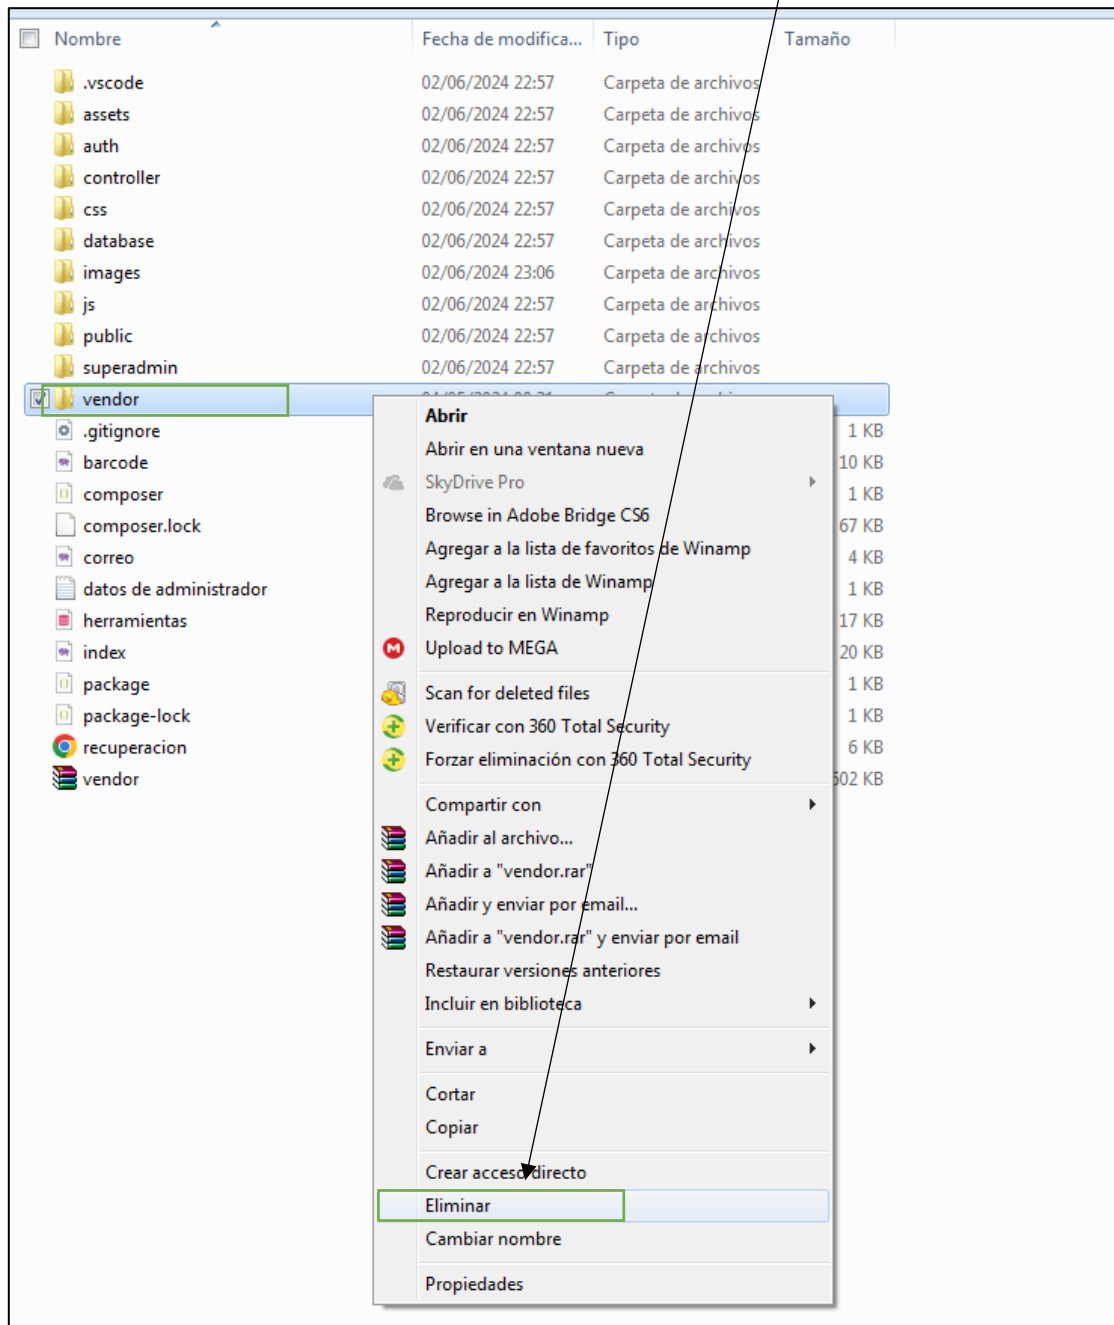 Nombre Fecha de modifica... Tipo Tamaño
.vscode 02/06/2024 22:57 Carpeta de archivos
assets 02/06/2024 22:57 Carpeta de archivos
auth 02/06/2024 22:57 Carpeta de archivos
controller 02/06/2024 22:57 Carpeta de archivos
css 02/06/2024 22:57 Carpeta de archivos
database 02/06/2024 22:57 Carpeta de archivos
images 02/06/2024 23:06 Carpeta de archivos
js 02/06/2024 22:57 Carpeta de archivos
public 02/06/2024 22:57 Carpeta de archivos
superadmin 02/06/2024 22:57 Carpeta de archivos
vendor
.gitignore 1 KB
barcode 10 KB
composer 1 KB
composer.lock 67 KB
correo 4 KB
datos de administrador 1 KB
herramientas 17 KB
index 20 KB
package 1 KB
package-lock 1 KB
recuperacion 6 KB
vendor 602 KB
Abrir
Abrir en una ventana nueva
SkyDrive Pro
Browse in Adobe Bridge CS6
Agregar a la lista de favoritos de Winamp
Agregar a la lista de Winamp
Reproducir en Winamp
Upload to MEGA
Scan for deleted files
Verificar con 360 Total Security
Forzar eliminación con 360 Total Security
Compartir con
Añadir al archivo...
Añadir a "vendor.rar"
Añadir y enviar por email...
Añadir a "vendor.rar" y enviar por email
Restaurar versiones anteriores
Incluir en biblioteca
Enviar a
Cortar
Copiar
Crear acceso directo
Eliminar
Cambiar nombre
Propiedades